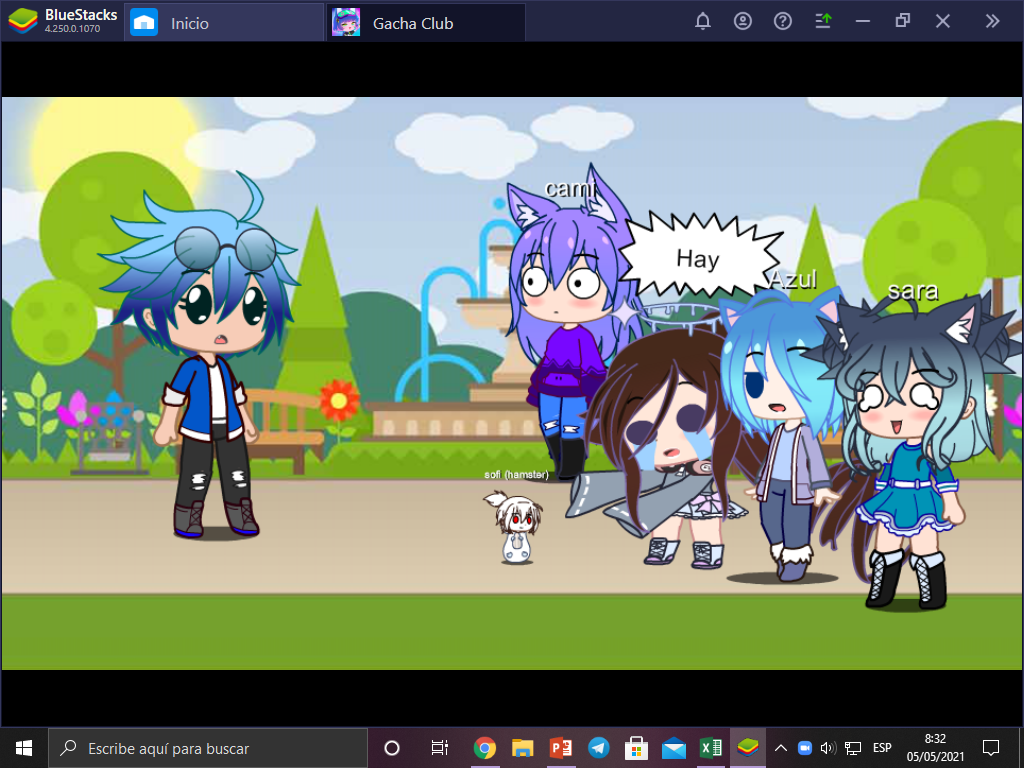 BlueStacks
4.250.0.1070
Inicio
Gacha Club
cami
Hay
Azul
sara
sofi (hamster)
Escribe aquí para buscar
ESP
8:32
05/05/2021